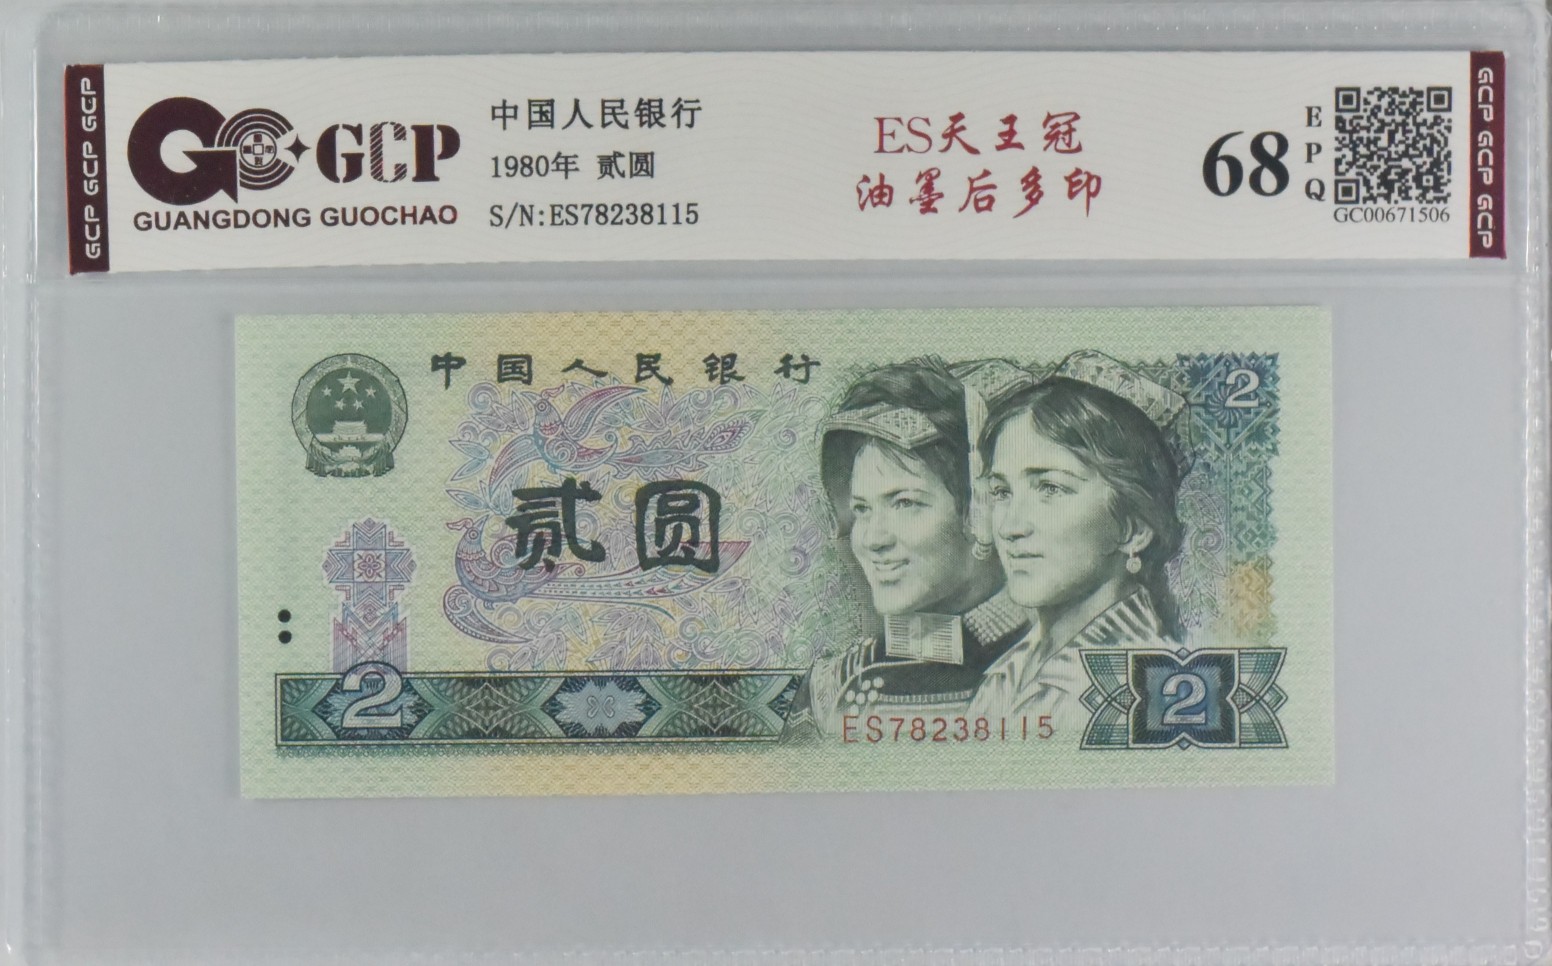 GCP GCP GCP
GCP
GUANGDONG GUOCHAO
中国人民银行
1980年 贰圆
S/N:ES78238115
ES天王冠
油墨后多印
68
EPQ
GC00671506
GCP GCP GCP
中国人民银行
2
贰圆
2
ES78238115
2